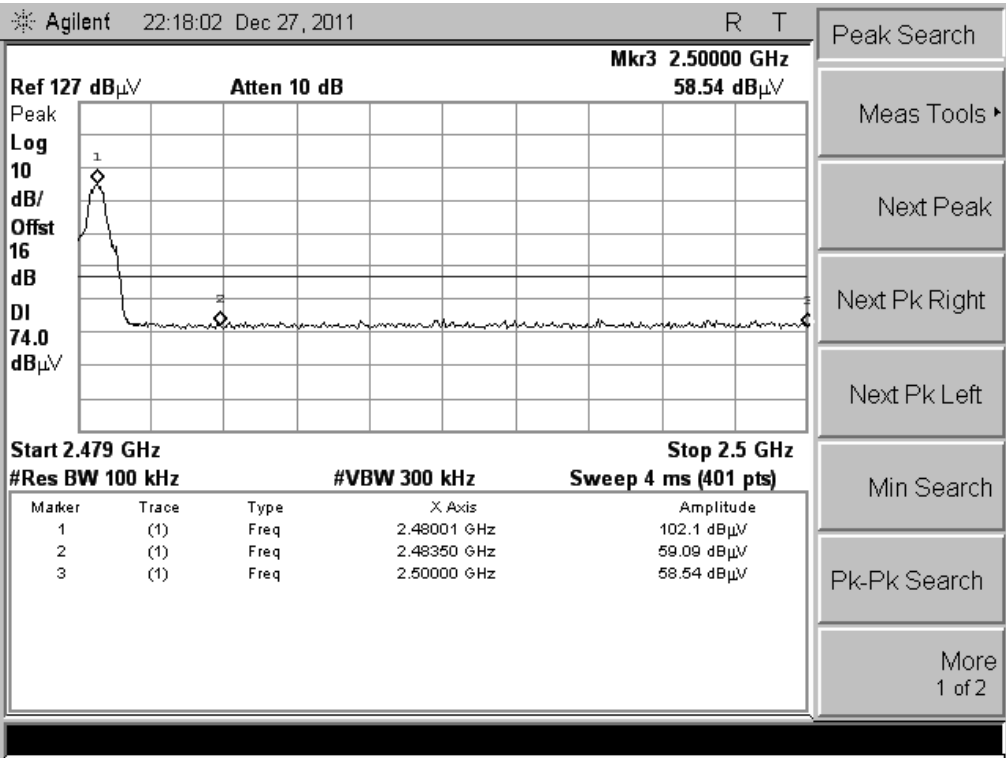 Agilent 22:18:02 Dec 27, 2011 R T
Peak Search
Mkr3 2.50000 GHz
Ref 127 dBμV Atten 10 dB 58.54 dBμV
Peak
Log
10
dB/
Offst
16
dB
DI
74.0
dBμV
1
2
3
Start 2.479 GHz Stop 2.5 GHz
#Res BW 100 kHz #VBW 300 kHz Sweep 4 ms (401 pts)
Marker Trace Type X Axis Amplitude
1 (1) Freq 2.48001 GHz 102.1 dBμV
2 (1) Freq 2.48350 GHz 59.09 dBμV
3 (1) Freq 2.50000 GHz 58.54 dBμV
Meas Tools
Next Peak
Next Pk Right
Next Pk Left
Min Search
Pk-Pk Search
More
1 of 2